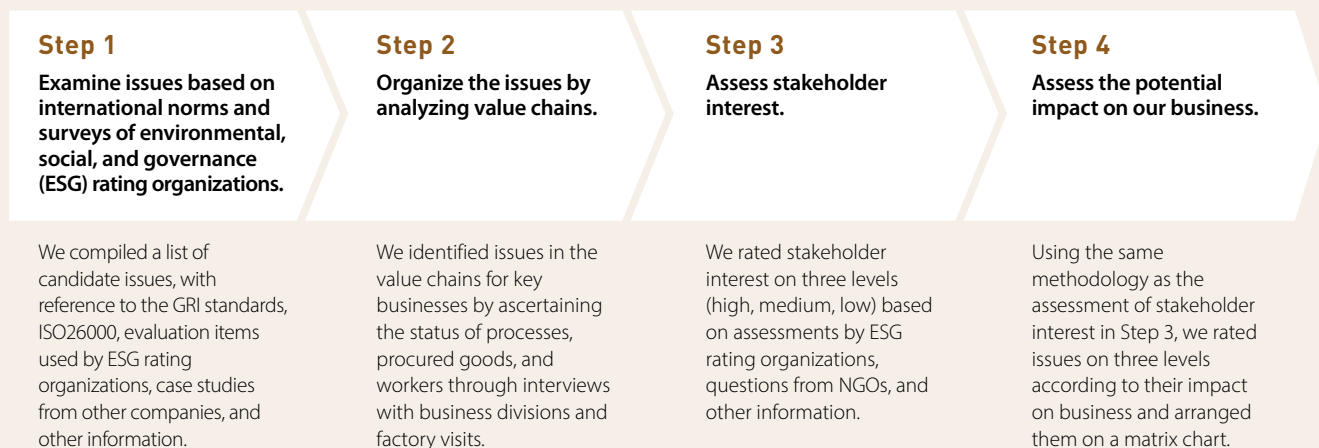 Step 1
Examine issues based on
international norms and
surveys of environmental,
social, and governance
(ESG) rating organizations.
We compiled a list of
candidate issues, with
reference to the GRI standards,
ISO26000, evaluation items
used by ESG rating
organizations, case studies
from other companies, and
other information.
Step 2
Organize the issues by
analyzing value chains.
We identified issues in the
value chains for key
businesses by ascertaining
the status of processes,
procured goods, and
workers through interviews
with business divisions and
factory visits.
Step 3
Assess stakeholder
interest.
We rated stakeholder
interest on three levels
(high, medium, low) based
on assessments by ESG
rating organizations,
questions from NGOs, and
other information.
Step 4
Assess the potential
impact on our business.
Using the same
methodology as the
assessment of stakeholder
interest in Step 3, we rated
issues on three levels
according to their impact
on business and arranged
them on a matrix chart.